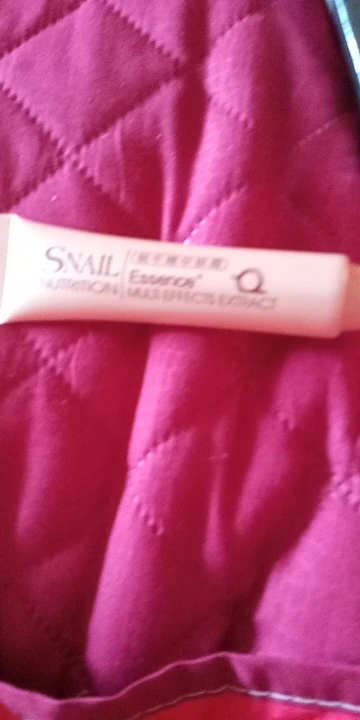 SNAIL
NUTRITION
Essence
MULTI EFFECTS EXTRACT